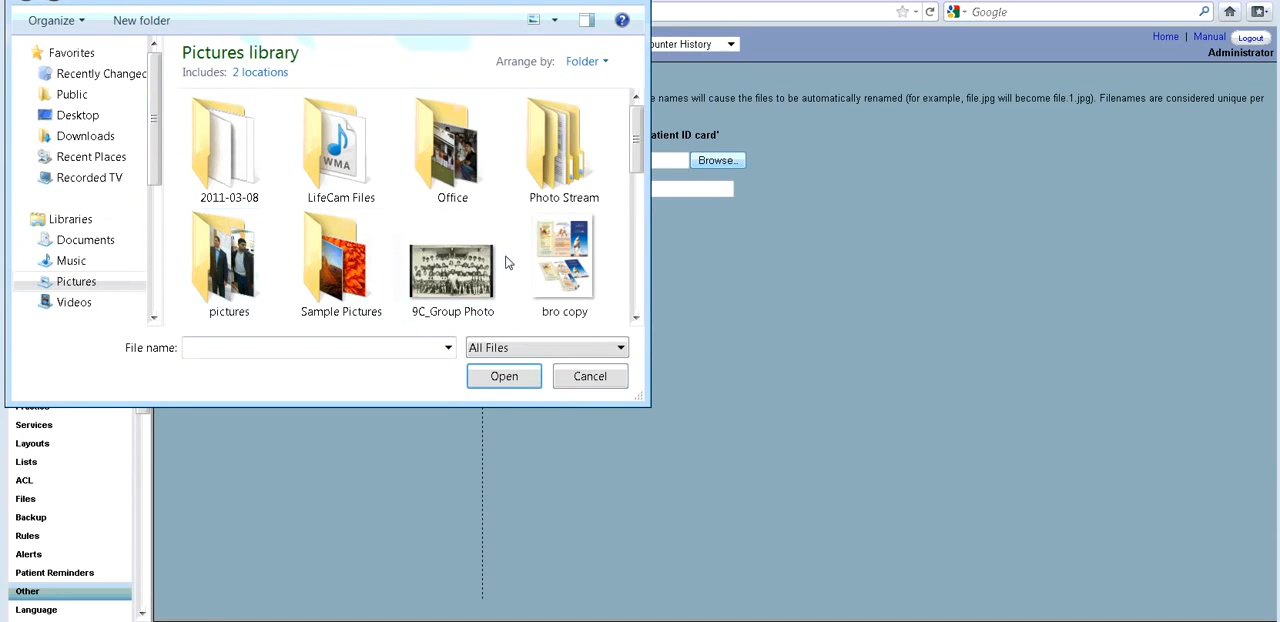 Organize
New folder
Google
Favorites
Recently Changed
Public
Desktop
Downloads
Recent Places
Recorded TV
Libraries
Documents
Music
Pictures
Videos
Pictures library
Includes: 2 locations
Arrange by: Folder
2011-03-08
LifeCam Files
Office
Photo Stream
WMA
pictures
Sample Pictures
9C_Group Photo
bro copy
File name:
All Files
Open
Cancel
History
Home | Manual Logout
Administrator
e names will cause the files to be automatically renamed (for example, file.jpg will become file.1.jpg). Filenames are considered unique per
atient ID card'
Browse..
Services
Layouts
Lists
ACL
Files
Backup
Rules
Alerts
Patient Reminders
Other
Language